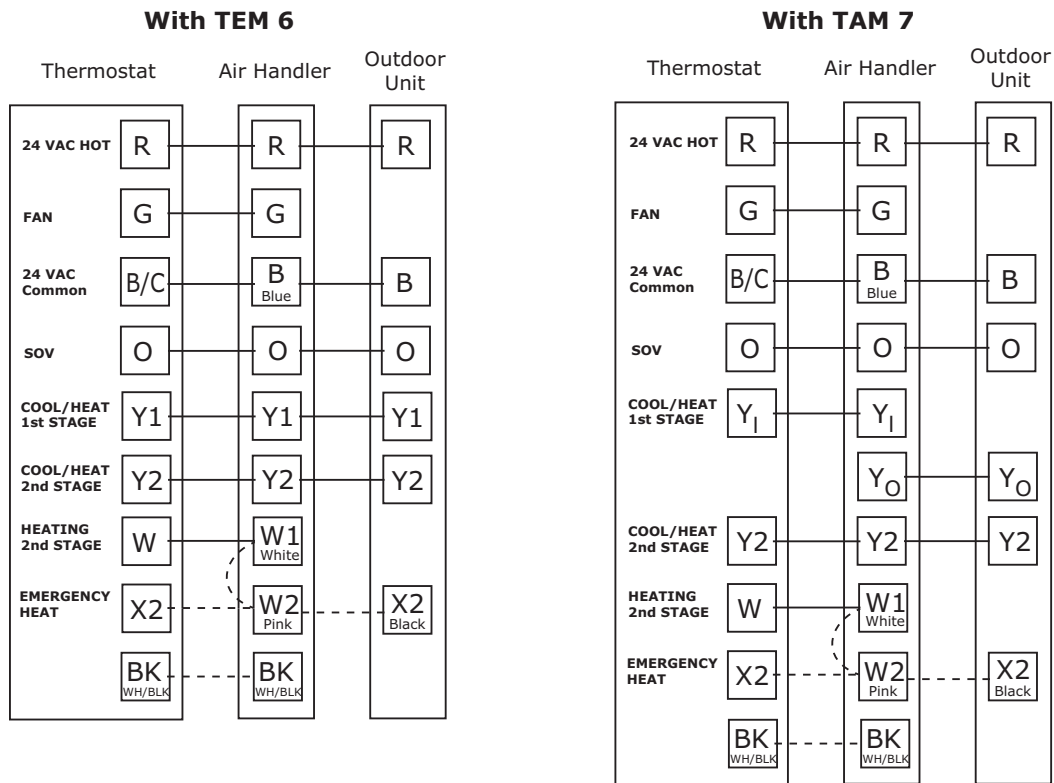 With TEM 6
Thermostat
Air Handler
Outdoor
Unit
24 VAC HOT
R
R
R
FAN
G
G
24 VAC
Common
B/C
B
Blue
B
SOV
O
O
O
COOL/HEAT
1st STAGE
Y1
Y1
Y1
COOL/HEAT
2nd STAGE
Y2
Y2
Y2
HEATING
2nd STAGE
W
W1
White
EMERGENCY
HEAT
X2
W2
Pink
X2
Black
BK
WH/BLK
BK
WH/BLK
With TAM 7
Thermostat
Air Handler
Outdoor
Unit
24 VAC HOT
R
R
R
FAN
G
G
24 VAC
Common
B/C
B
Blue
B
SOV
O
O
O
COOL/HEAT
1st STAGE
YI
YI
YO
YO
COOL/HEAT
2nd STAGE
Y2
Y2
Y2
HEATING
2nd STAGE
W
W1
White
EMERGENCY
HEAT
X2
W2
Pink
X2
Black
BK
WH/BLK
BK
WH/BLK